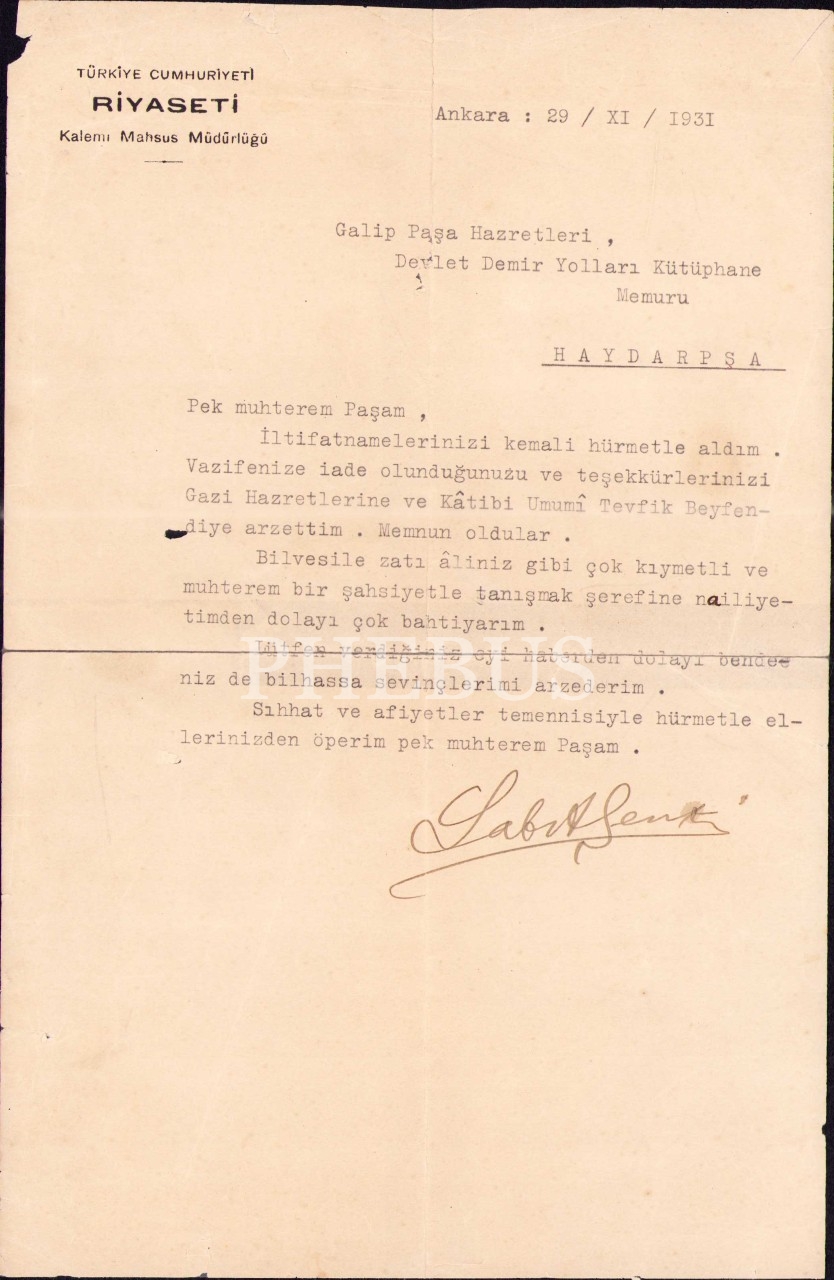 TÜRKİYE CUMHURİYETİ
RİYASETİ
Kalemi Mahsus Müdürlüğü
Ankara : 29 / XI / 1931
Galip Paşa Hazretleri ,
Devlet Demir Yolları Kütüphane
Memuru
HAYDARPŞA
Pek muhterem Paşam ,
İltifatnamelerinizi kemali hürmetle aldım .
Vazifenize iade olunduğunuzu ve teşekkürlerinizi
Gazi Hazretlerine ve Kâtibi Umumî Tevfik Beyfen-
diye arzettim . Memnun oldular .
Bilvesile zatı âliniz gibi çok kıymetli ve
muhterem bir şahsiyetle tanışmak şerefine nailiye-
timden dolayı çok bahtiyarım .
Lütfen verdiğiniz eyi haberden dolayı bende-
niz de bilhassa sevinçlerimi arzederim .
Sıhhat ve afiyetler temennisiyle hürmetle el-
lerinizden öperim pek muhterem Paşam .
PHEBUS